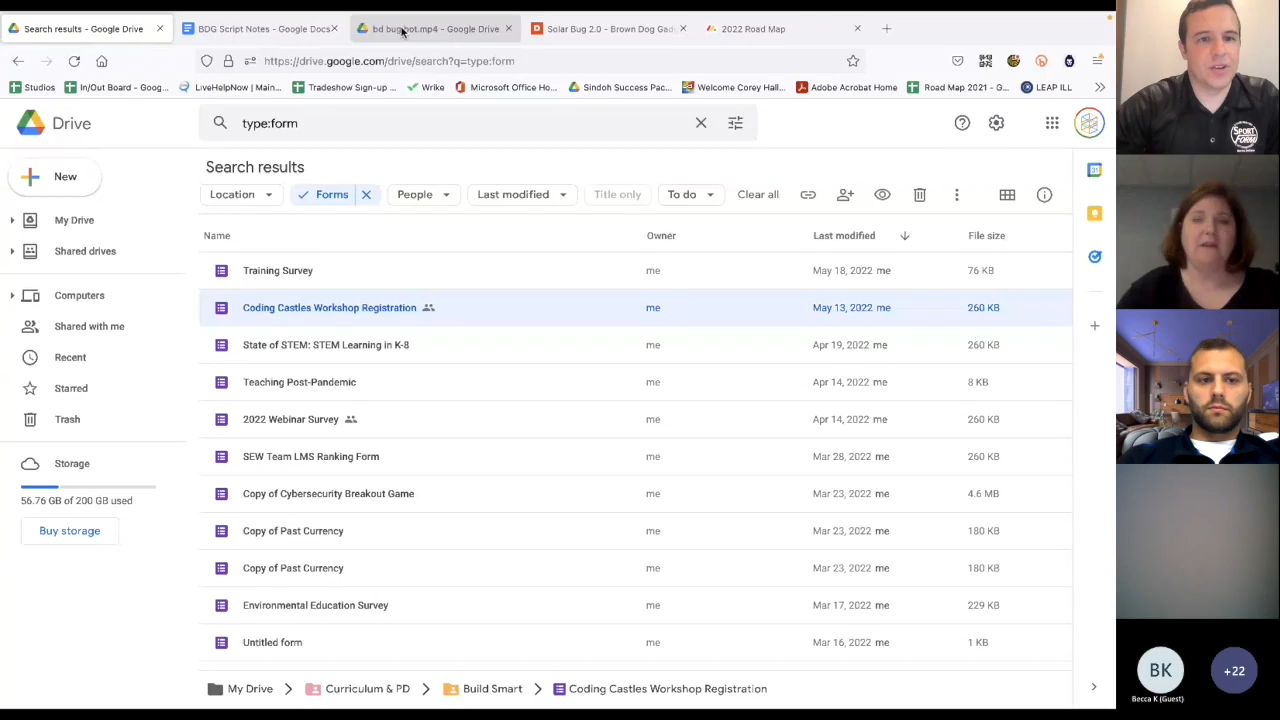 Search results - Google Drive
BDG Script Notes - Google Docs
bd bugbot.mp4 - Google Drive
Solar Bug 2.0 - Brown Dog Gadg
2022 Road Map
https://drive.google.com/drive/search?q=type:form
Studios
In/Out Board - Goog...
LiveHelpNow | Main...
Tradeshow Sign-up ...
Wrike
Microsoft Office Ho...
Sindoh Success Pac...
Welcome Corey Hall...
Adobe Acrobat Home
Road Map 2021 - G...
LEAP ILL
Drive
type:form
New
My Drive
Shared drives
Computers
Shared with me
Recent
Starred
Trash
Storage
56.76 GB of 200 GB used
Buy storage
Search results
Location
Forms
People
Last modified
Title only
To do
Clear all
Name Owner Last modified File size
Training Survey me May 18, 2022 me 76 KB
Coding Castles Workshop Registration me May 13, 2022 me 260 KB
State of STEM: STEM Learning in K-8 me Apr 19, 2022 me 260 KB
Teaching Post-Pandemic me Apr 14, 2022 me 8 KB
2022 Webinar Survey me Apr 14, 2022 me 260 KB
SEW Team LMS Ranking Form me Mar 28, 2022 me 260 KB
Copy of Cybersecurity Breakout Game me Mar 23, 2022 me 4.6 MB
Copy of Past Currency me Mar 23, 2022 me 180 KB
Copy of Past Currency me Mar 23, 2022 me 180 KB
Environmental Education Survey me Mar 17, 2022 me 229 KB
Untitled form me Mar 16, 2022 me 1 KB
My Drive
Curriculum & PD
Build Smart
Coding Castles Workshop Registration
31
SPORT
FORM
BK
+22
Becca K (Guest)